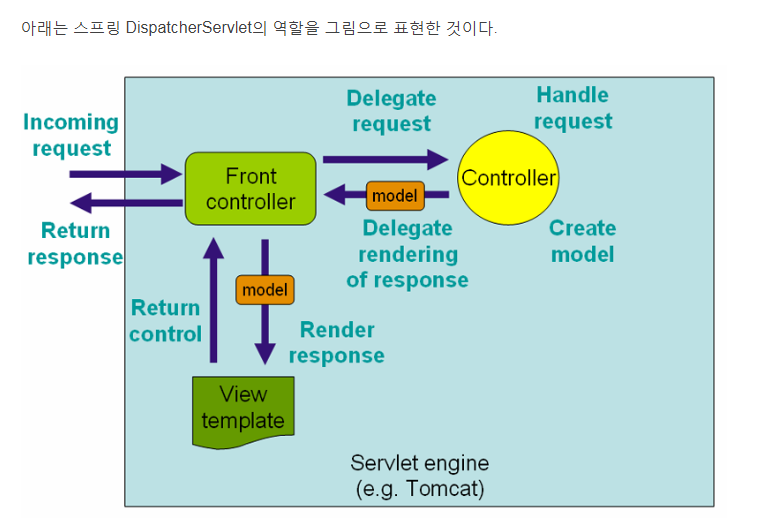 아래는 스프링 DispatcherServlet의 역할을 그림으로 표현한 것이다.
Incoming
request
Return
response
Front
controller
Delegate
request
Handle
request
Controller
model
Delegate
rendering
of response
Create
model
model
Return
control
Render
response
View
template
Servlet engine
(e.g. Tomcat)